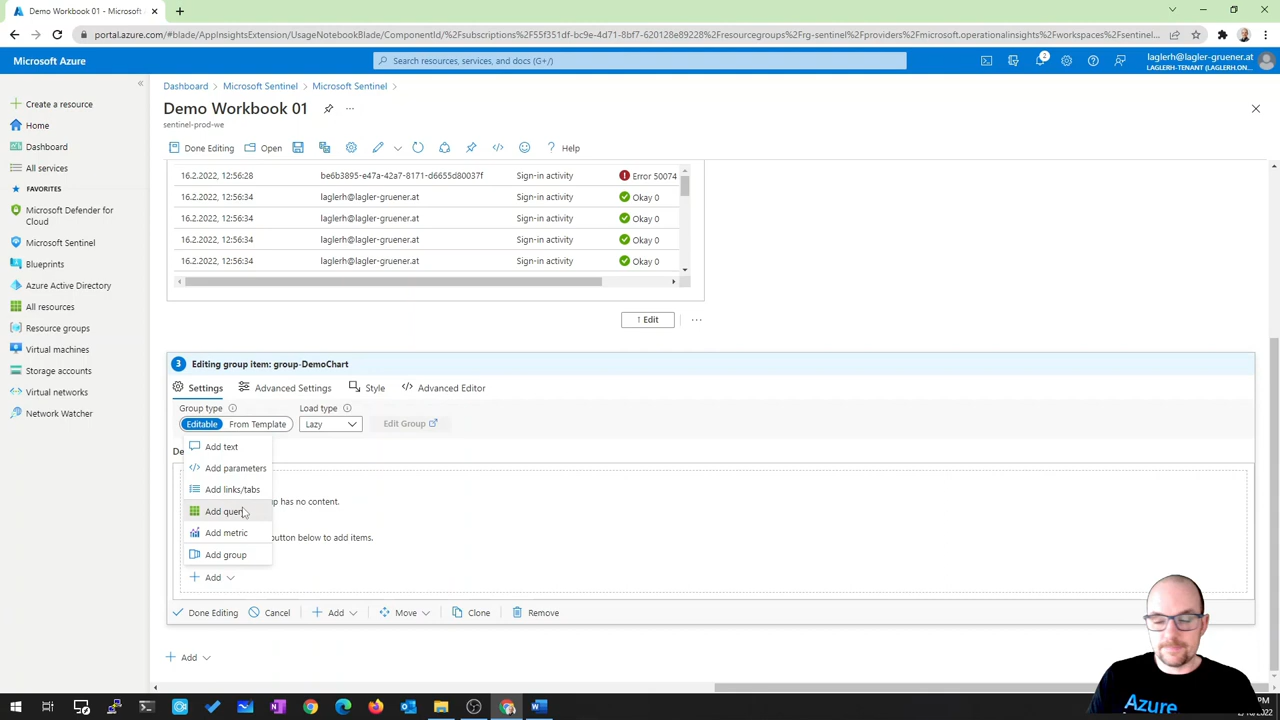 Demo Workbook 01 - Microsoft
portal.azure.com/#blade/AppInsightsExtension/UsageNotebookBlade/ComponentId/%2Fsubscriptions%2F55f351df-bc9e-4d71-8bf7-620128e89228%2Fresourcegroups%2Frg-sentinel%2Fproviders%2Fmicrosoft.operationalinsights%2Fworkspaces%2Fsentinel...
Microsoft Azure
Search resources, services, and docs (G+/)
2
laglerh@lagler-gruener.at
LAGLERH-TENANT (LAGLERH.ON...
Create a resource
Home
Dashboard
All services
FAVORITES
Microsoft Defender for
Cloud
Microsoft Sentinel
Blueprints
Azure Active Directory
All resources
Resource groups
Virtual machines
Storage accounts
Virtual networks
Network Watcher
Dashboard > Microsoft Sentinel > Microsoft Sentinel >
Demo Workbook 01
sentinel-prod-we
Done Editing Open Help
16.2.2022, 12:56:28 be6b3895-e47a-42a7-8171-d6655d80037f Sign-in activity Error 50074
16.2.2022, 12:56:34 laglerh@lagler-gruener.at Sign-in activity Okay 0
16.2.2022, 12:56:34 laglerh@lagler-gruener.at Sign-in activity Okay 0
16.2.2022, 12:56:34 laglerh@lagler-gruener.at Sign-in activity Okay 0
16.2.2022, 12:56:34 laglerh@lagler-gruener.at Sign-in activity Okay 0
↑ Edit
3 Editing group item: group-DemoChart
Settings Advanced Settings Style Advanced Editor
Group type Load type
Editable From Template Lazy Edit Group
De
Add text
Add parameters
Add links/tabs
up has no content.
Add query
Add metric
button below to add items.
Add group
Add
Done Editing Cancel Add Move Clone Remove
Add
Azure